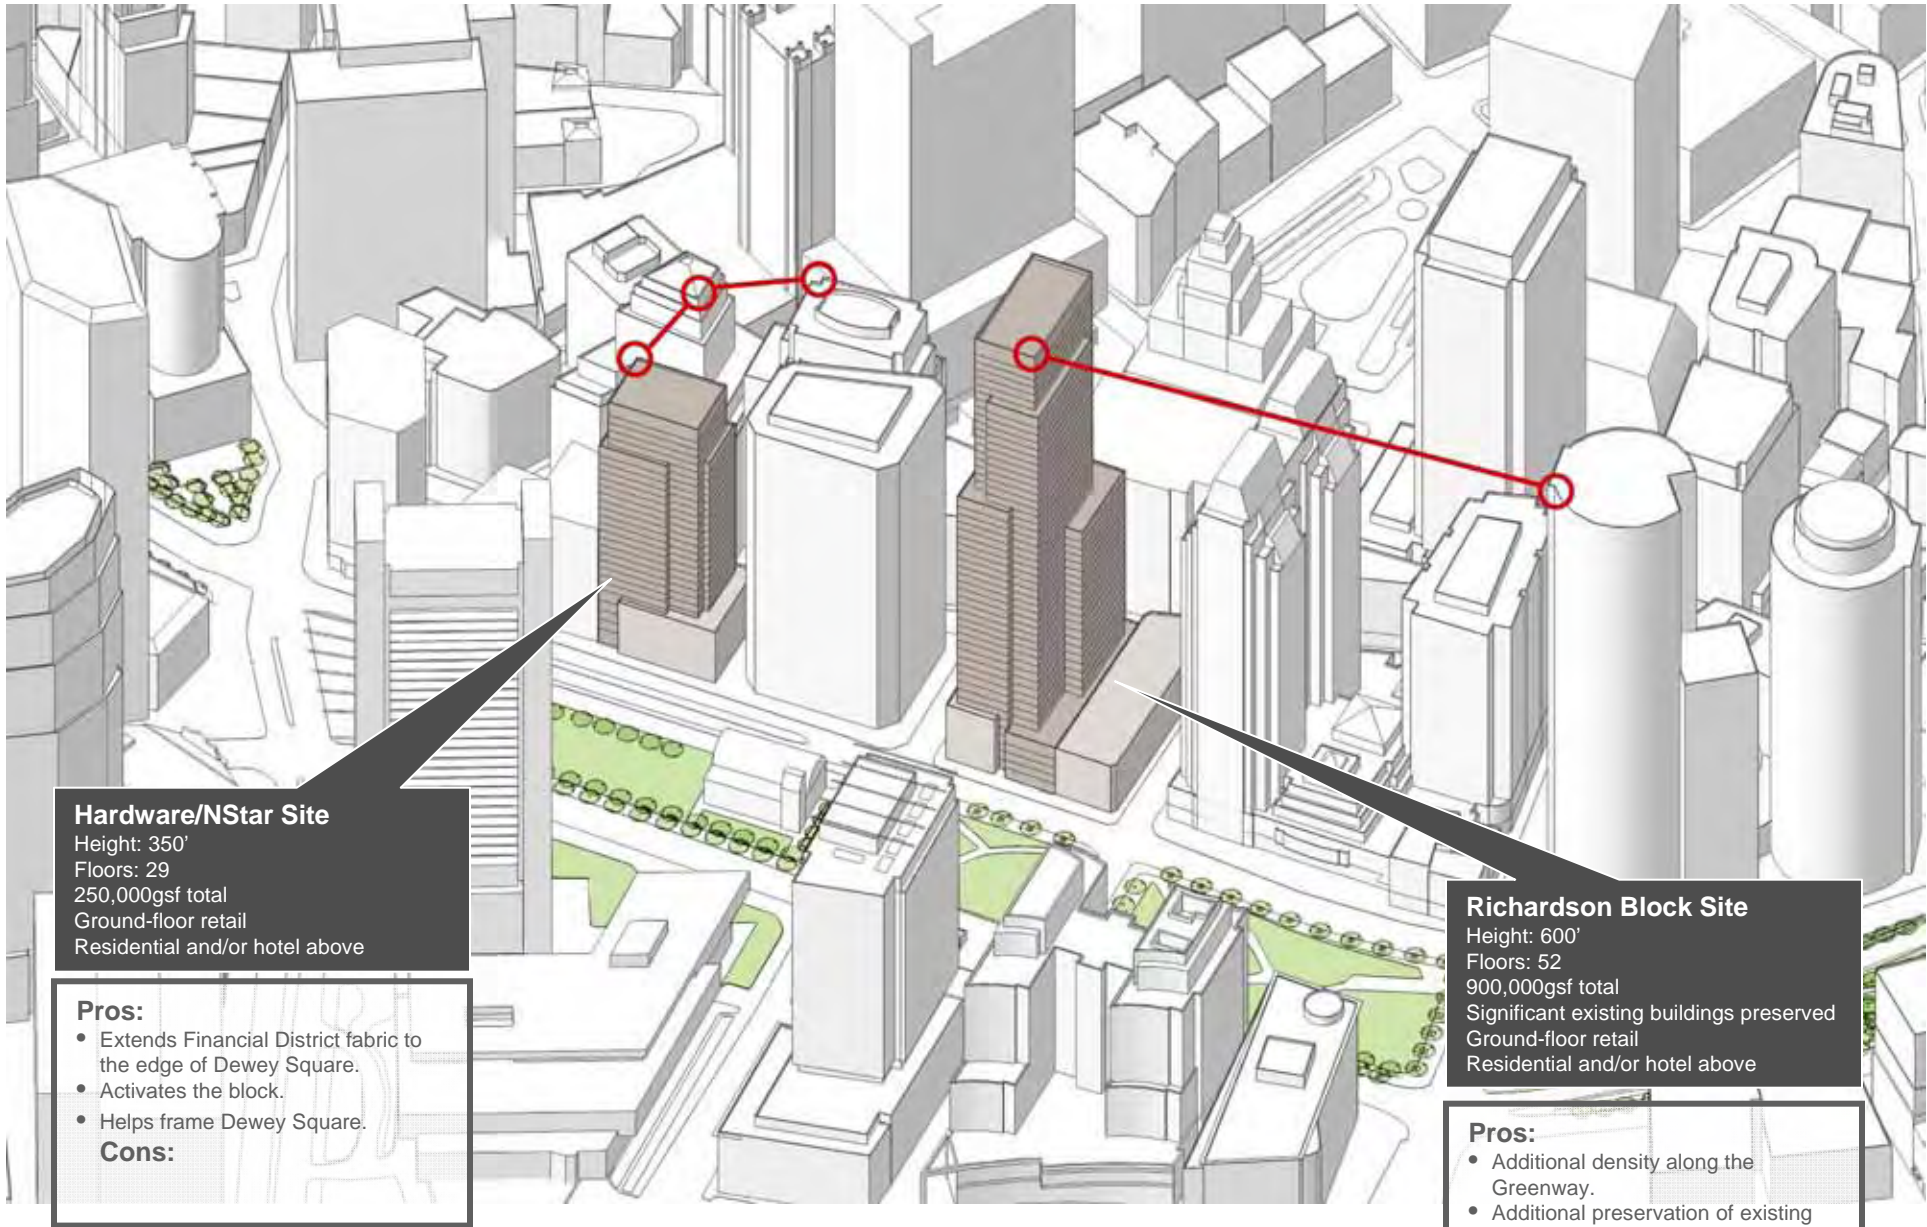 Hardware/NStar Site
Height: 350’
Floors: 29
250,000gsf total
Ground-floor retail
Residential and/or hotel above
Pros:
• Extends Financial District fabric to
the edge of Dewey Square.
• Activates the block.
• Helps frame Dewey Square.
Cons:
Richardson Block Site
Height: 600’
Floors: 52
900,000gsf total
Significant existing buildings preserved
Ground-floor retail
Residential and/or hotel above
Pros:
• Additional density along the
Greenway.
• Additional preservation of existing